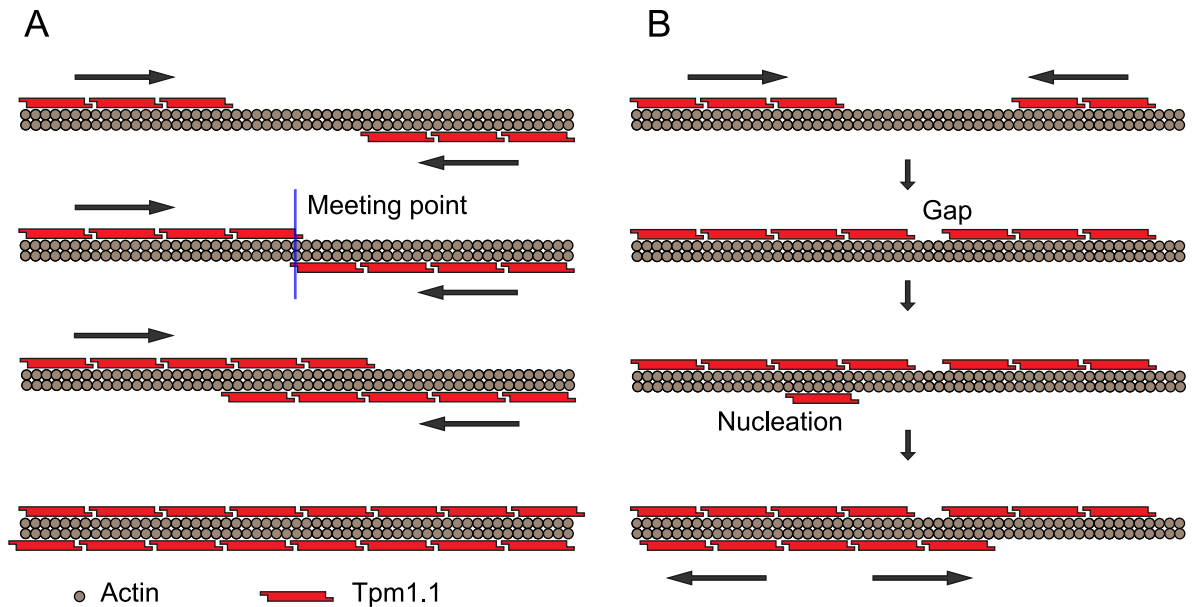 A
B
Meeting point
Gap
Nucleation
Actin
Tpm1.1